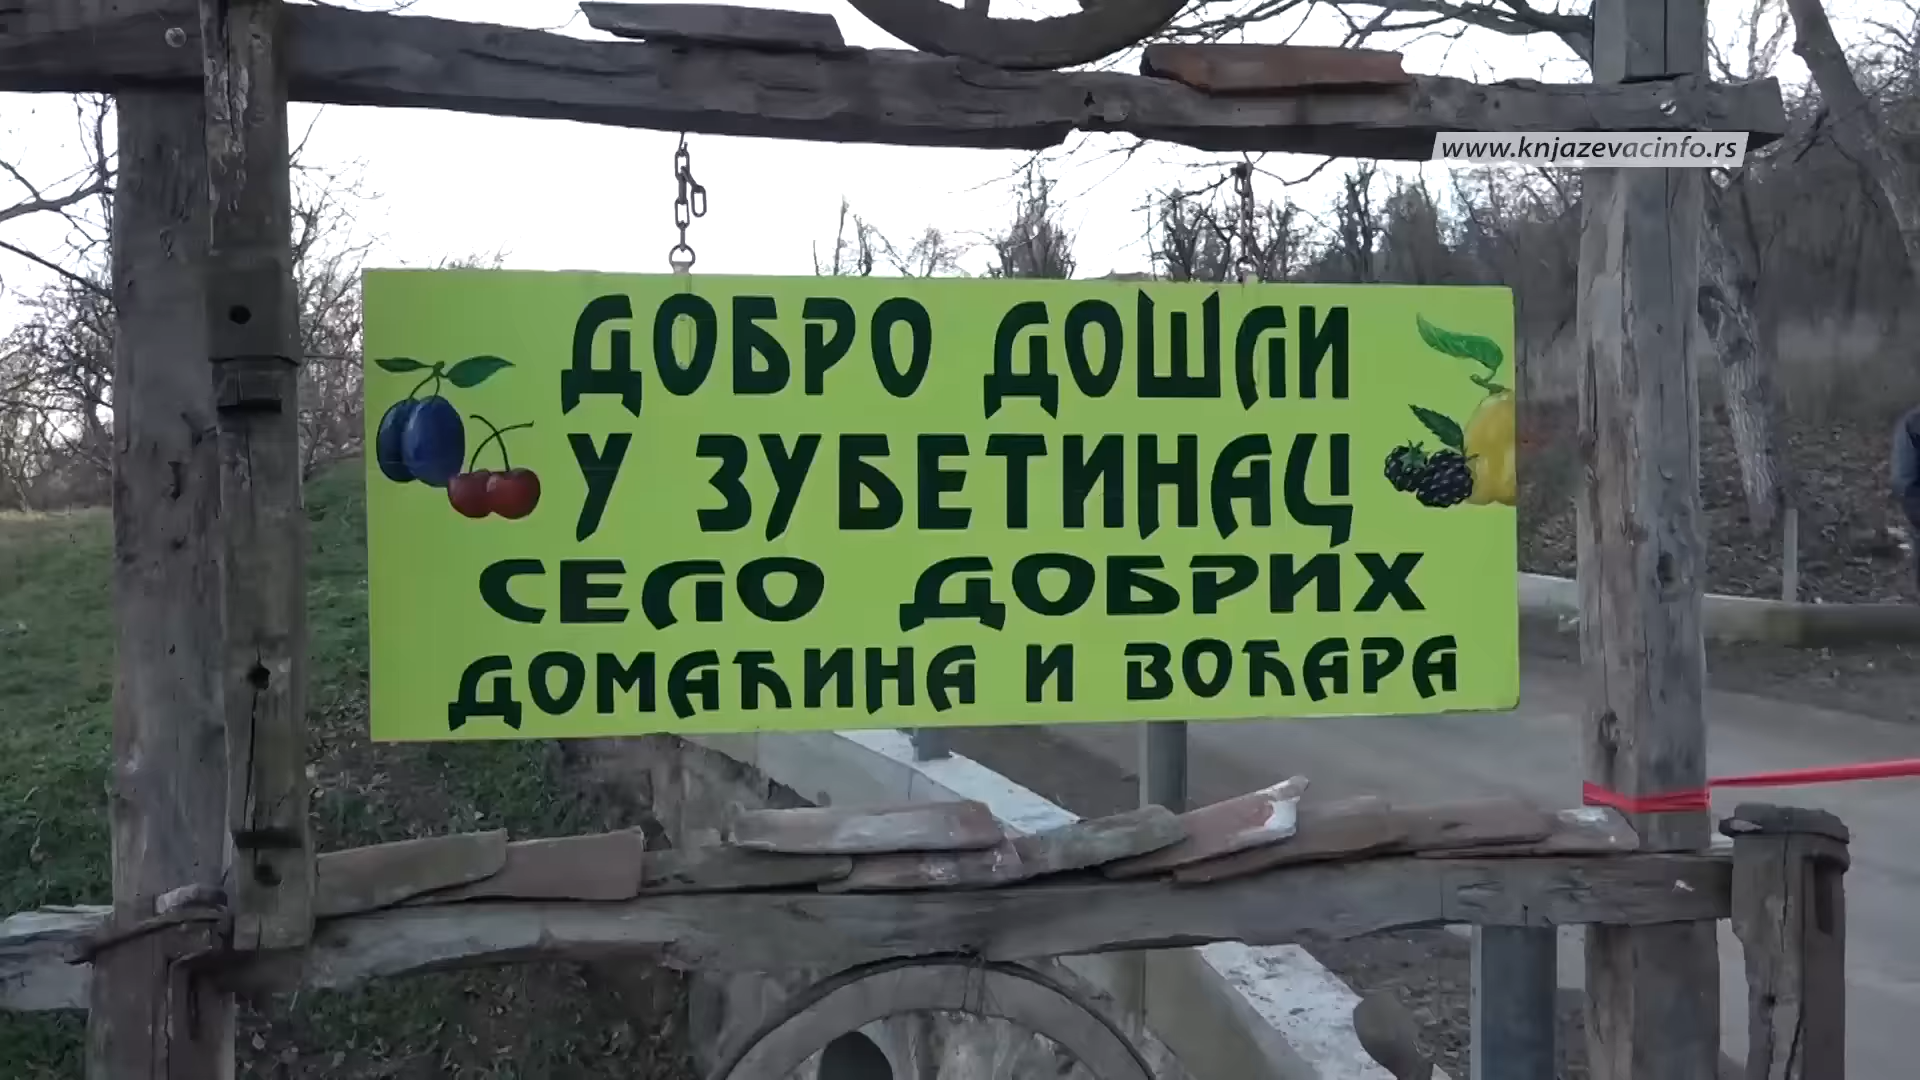 www.knjazevacinfo.rs
ДОБРО ДОШЛИ
У ЗУБЕТИНАЦ
СЕЛО ДОБРИХ
ДОМАЋИНА И ВОЋАРА